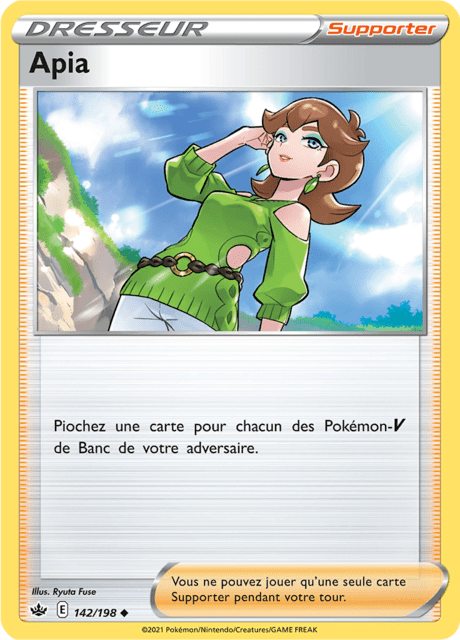 DRESSEUR Supporter
Apia
Piochez une carte pour chacun des Pokémon-V
de Banc de votre adversaire.
Illus. Ryuta Fuse
Vous ne pouvez jouer qu'une seule carte
Supporter pendant votre tour.
E 142/198
©2021 Pokémon/Nintendo/Creatures/GAME FREAK